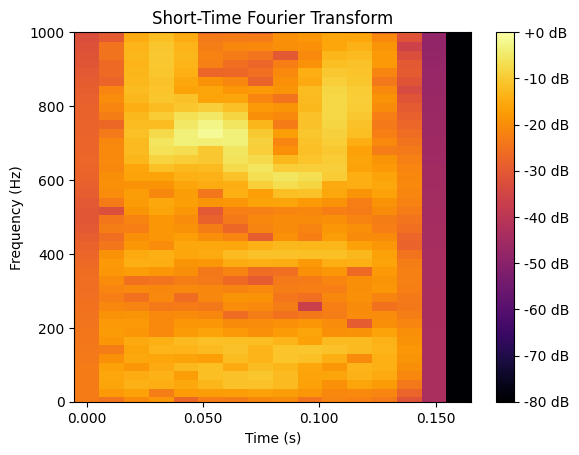 Short-Time Fourier Transform
1000
800
600
400
200
0
Frequency (Hz)
0.000
0.050
0.100
0.150
Time (s)
+0 dB
-10 dB
-20 dB
-30 dB
-40 dB
-50 dB
-60 dB
-70 dB
-80 dB